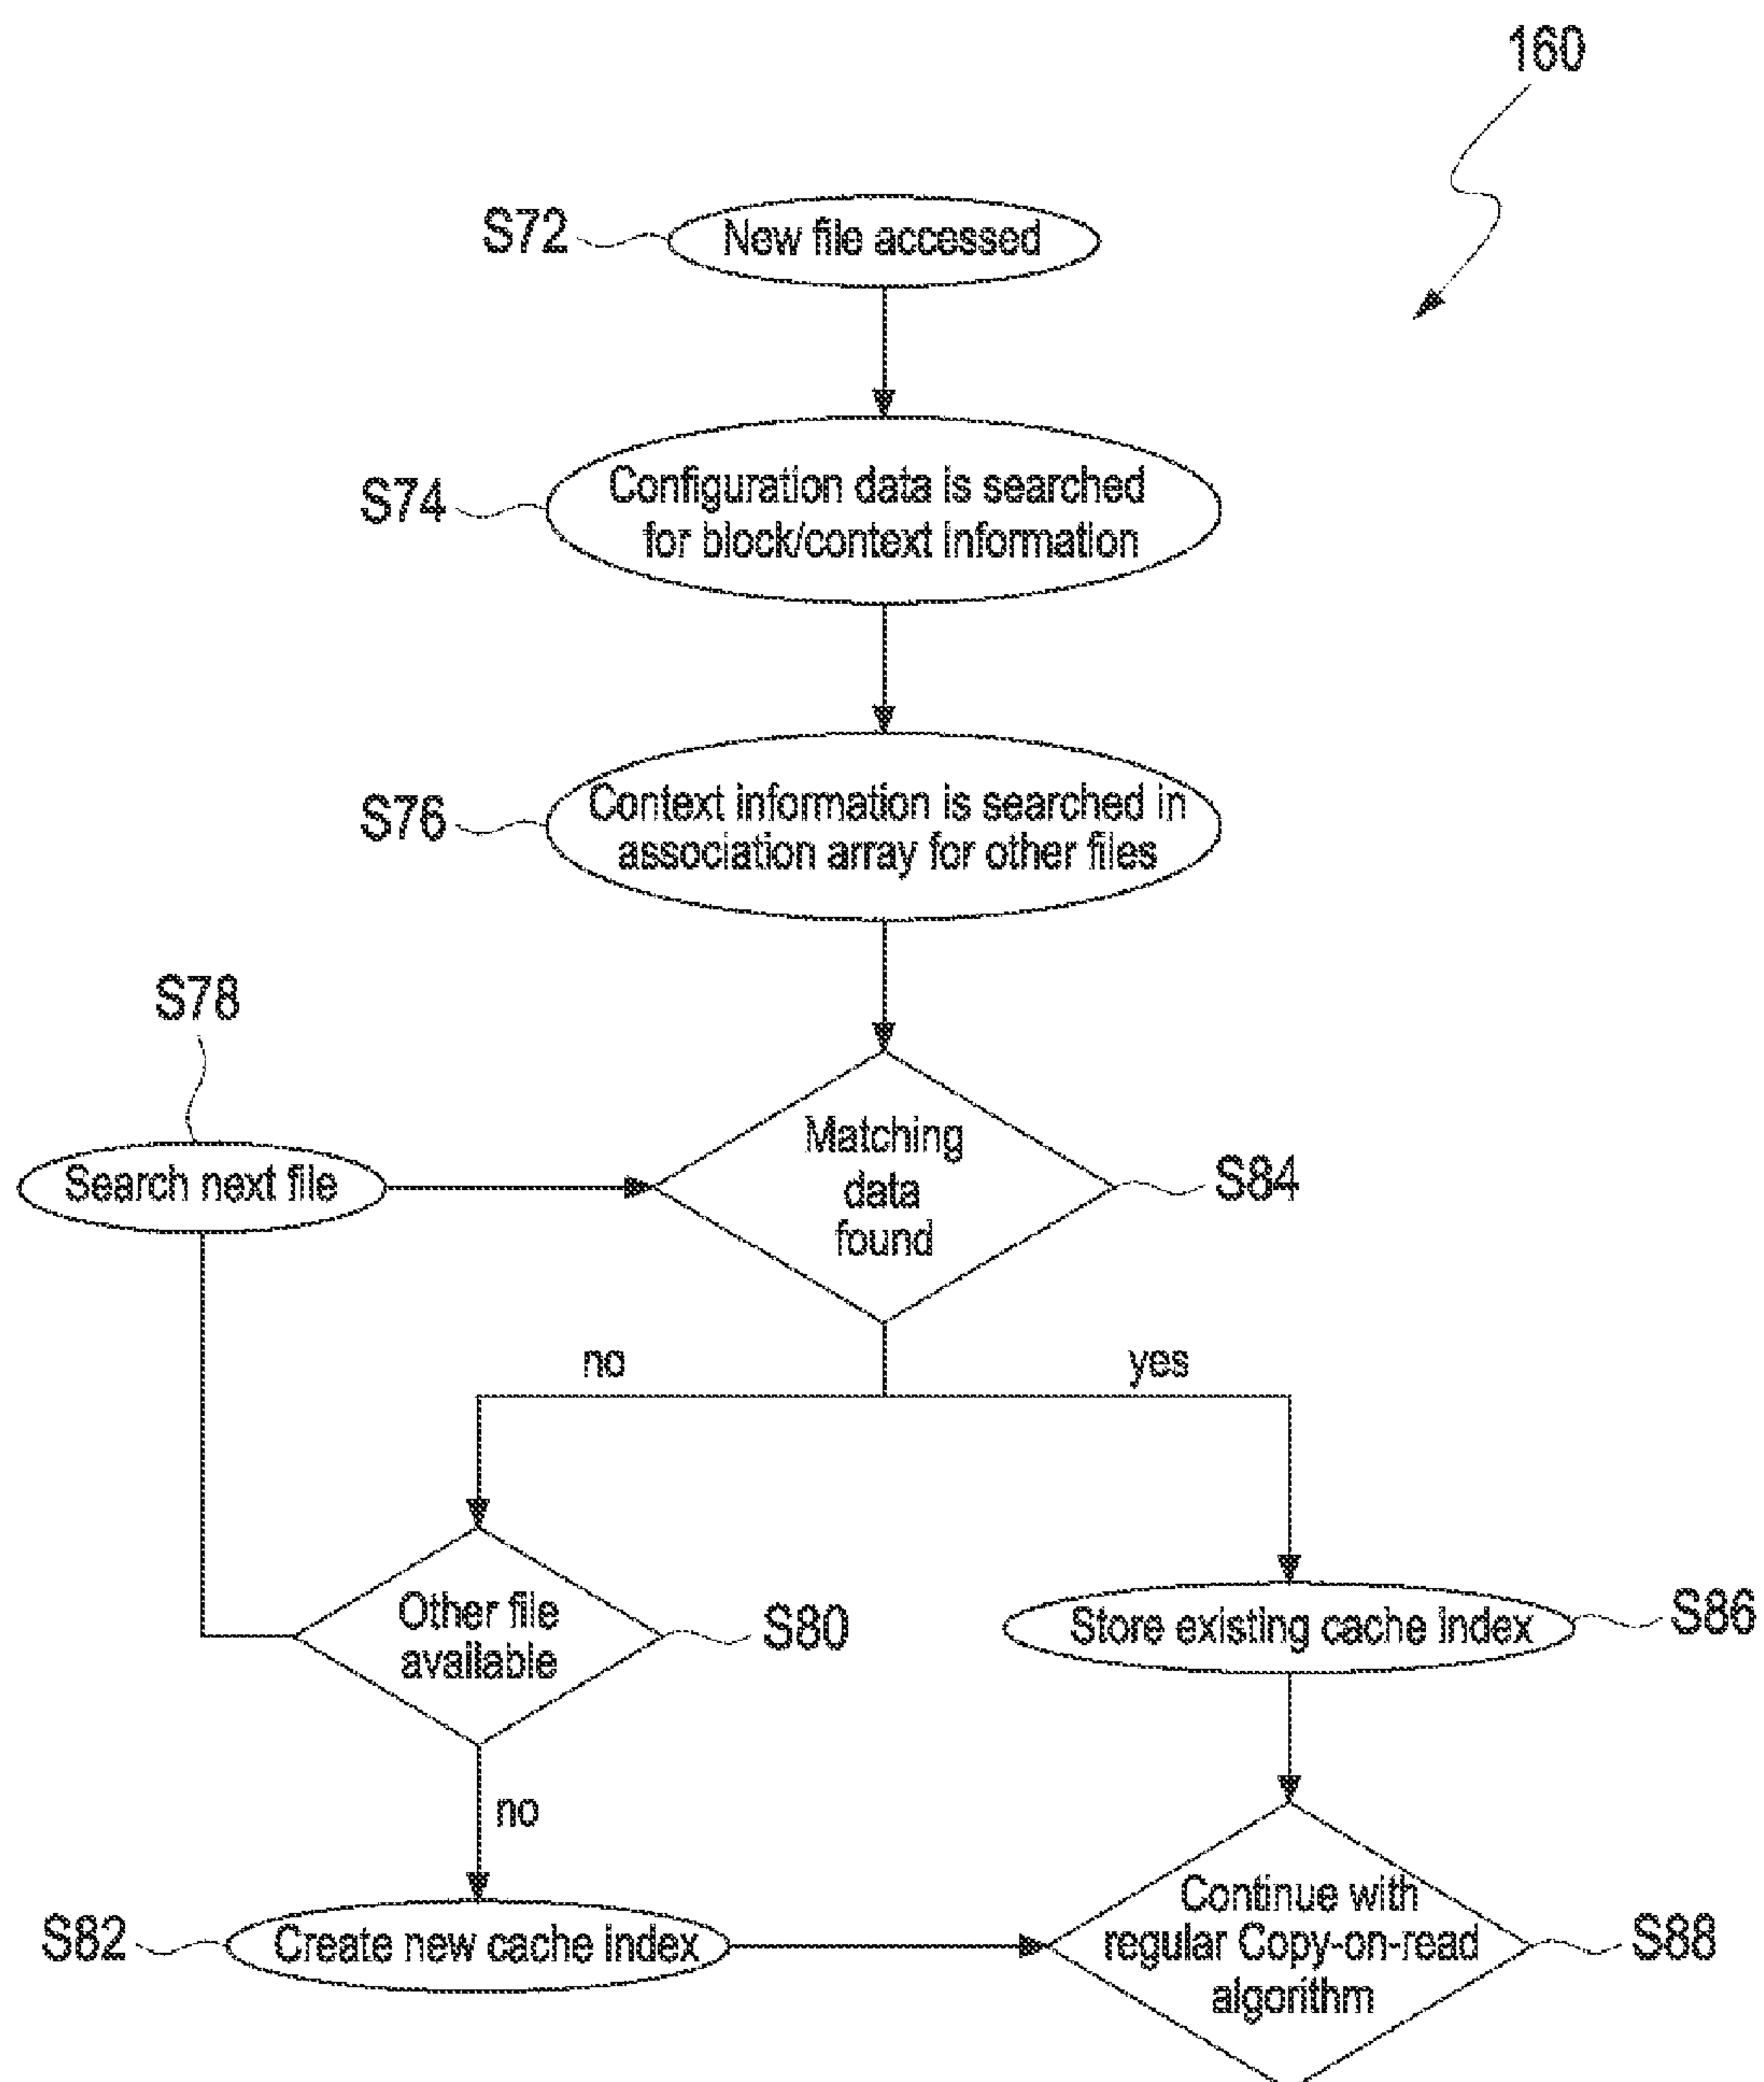 160
S72
New file accessed
S74
Configuration data is searched
for block/context information
S76
Context information is searched in
association array for other files
S78
Search next file
Matching
data
found
S84
no
yes
Other file
available
S80
Store existing cache index
S86
no
S82
Create new cache index
Continue with
regular Copy-on-read
algorithm
S88